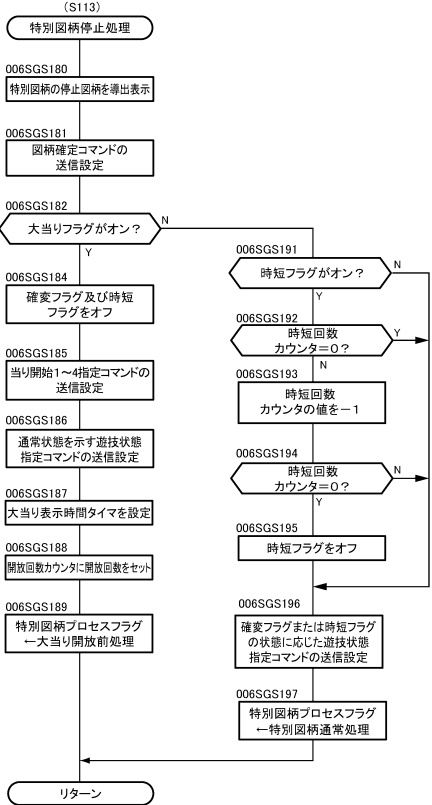 (S113)
特別図柄停止処理
006SGS180
特別図柄の停止図柄を導出表示
006SGS181
図柄確定コマンドの
送信設定
006SGS182
大当りフラグがオン？
N
Y
006SGS184
確変フラグ及び時短
フラグをオフ
006SGS185
当り開始1～4指定コマンドの
送信設定
006SGS186
通常状態を示す遊技状態
指定コマンドの送信設定
006SGS187
大当り表示時間タイマを設定
006SGS188
開放回数カウンタに開放回数をセット
006SGS189
特別図柄プロセスフラグ
←大当り開放前処理
006SGS191
時短フラグがオン？
N
Y
006SGS192
時短回数
カウンタ＝0？
Y
N
006SGS193
時短回数
カウンタの値を－1
006SGS194
時短回数
カウンタ＝0？
N
Y
006SGS195
時短フラグをオフ
006SGS196
確変フラグまたは時短フラグ
の状態に応じた遊技状態
指定コマンドの送信設定
006SGS197
特別図柄プロセスフラグ
←特別図柄通常処理
リターン